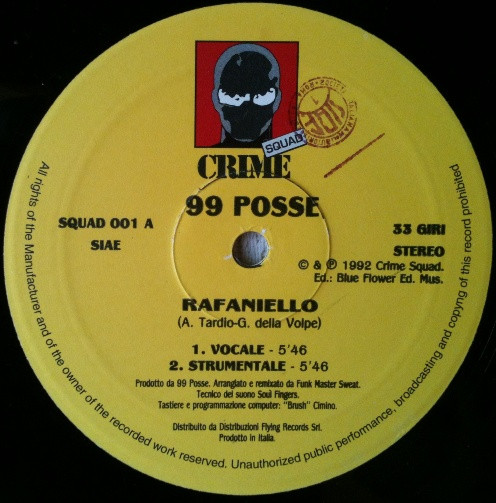 SQUAD
CRIME
99 POSSE
SQUAD 001 A
SIAE
33 GIRI
STEREO
© & ℗ 1992 Crime Squad.
Ed.: Blue Flower Ed. Mus.
RAFANIELLO
(A. Tardio-G. della Volpe)
1. VOCALE - 5'46
2. STRUMENTALE - 5'46
Prodotto da 99 Posse. Arrangiato e remixato da Funk Master Sweat.
Tecnico del suono Soul Fingers.
Tastiere e programmazione computer: "Brush" Cimino.
Distribuito da Distribuzioni Flying Records Srl.
Prodotto in Italia.
All rights of the Manufacturer and of the owner of the recorded work reserved. Unauthorized public performance, broadcasting and copyng of this record prohibited